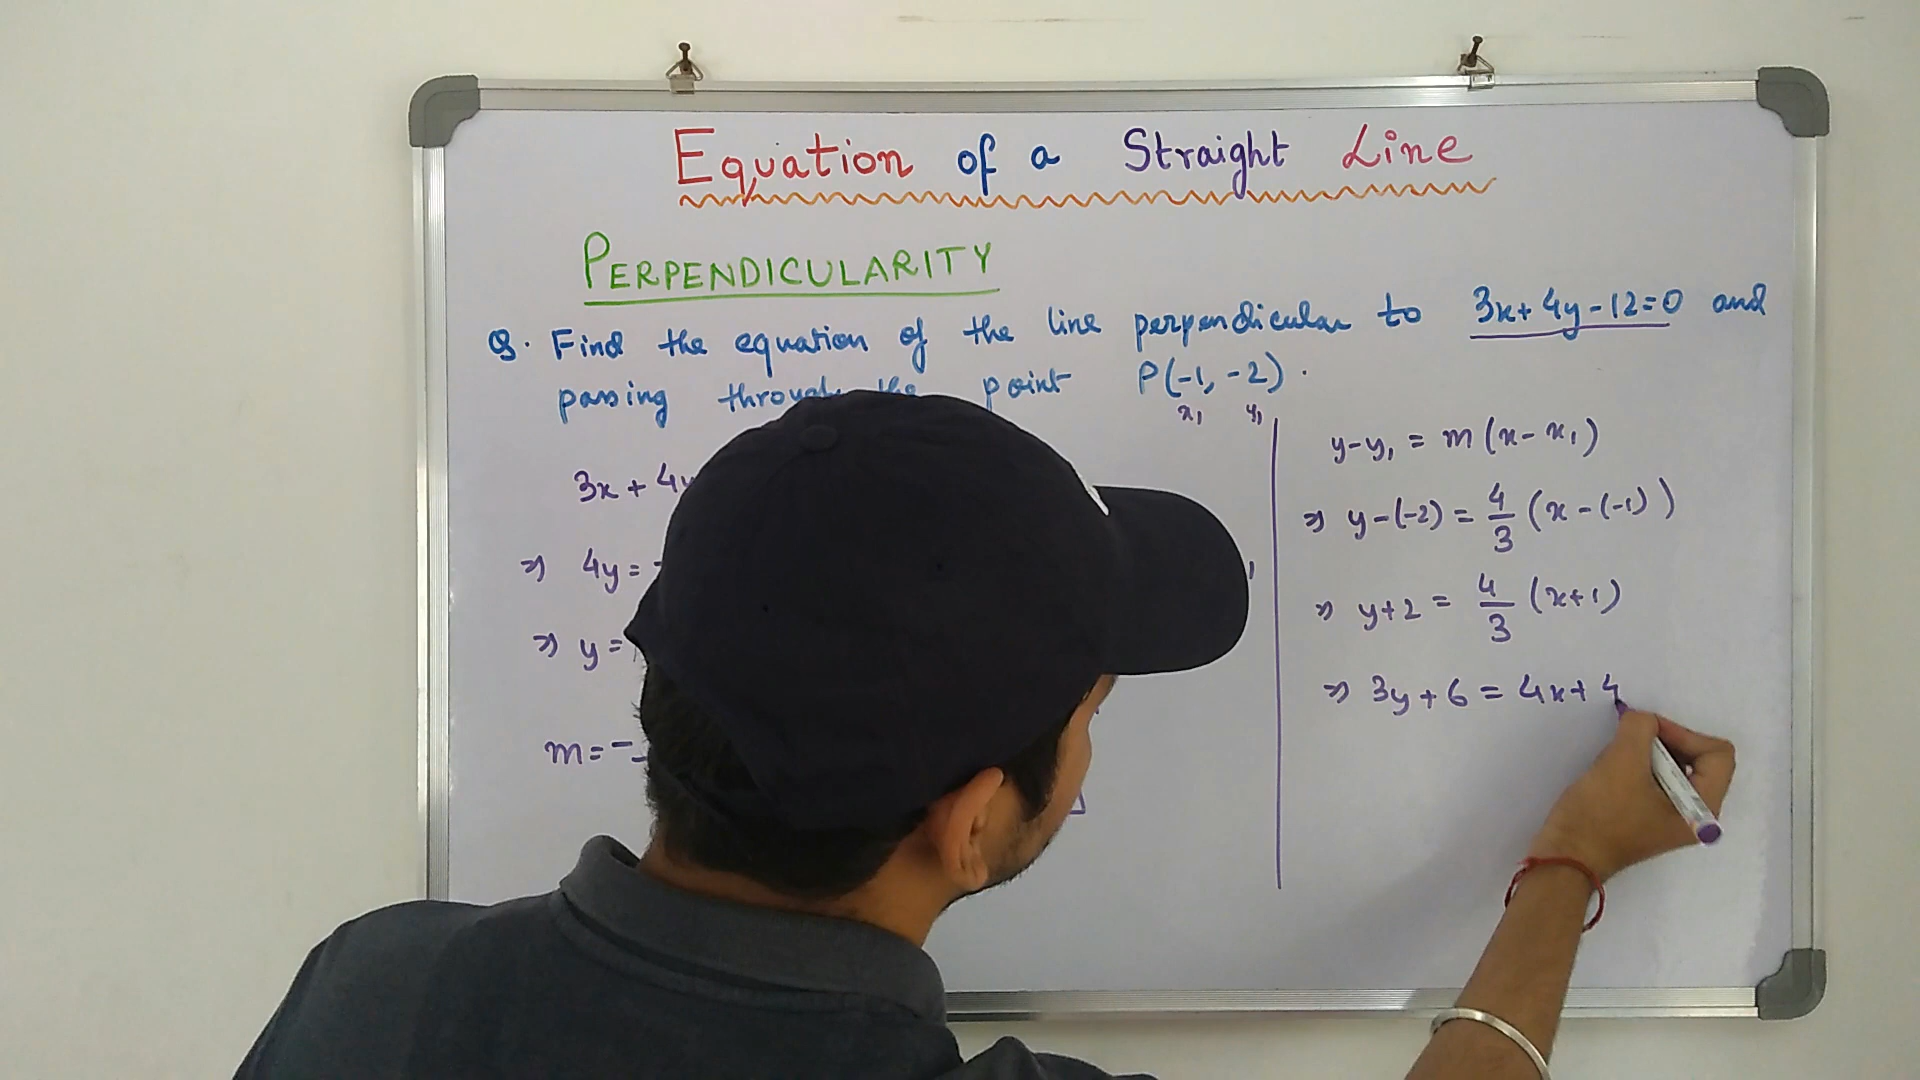 Equation of a Straight Line
PERPENDICULARITY
Q. Find the equation of the line perpendicular to 3x+4y-12=0 and
passing through the point P(-1, -2).
x₁ y₁
3x + 4y
⇒ 4y =
⇒ y =
m = -
y-y₁ = m(x-x₁)
⇒ y-(-2) = 4/3 (x-(-1))
⇒ y+2 = 4/3 (x+1)
⇒ 3y+6 = 4x+4